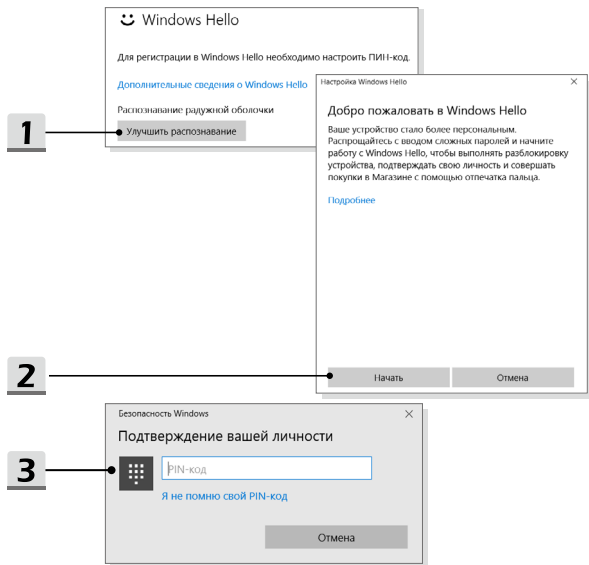 Windows Hello
Для регистрации в Windows Hello необходимо настроить ПИН-код.
Дополнительные сведения о Windows Hello
Распознавание радужной оболочки
1
Улучшить распознавание
Настройка Windows Hello
Добро пожаловать в Windows Hello
Ваше устройство стало более персональным.
Распрощайтесь с вводом сложных паролей и начните
работу с Windows Hello, чтобы выполнять разблокировку
устройства, подтверждать свою личность и совершать
покупки в Магазине с помощью отпечатка пальца.
Подробнее
2
Начать
Отмена
Безопасность Windows
Подтверждение вашей личности
3
PIN-код
Я не помню свой PIN-код
Отмена